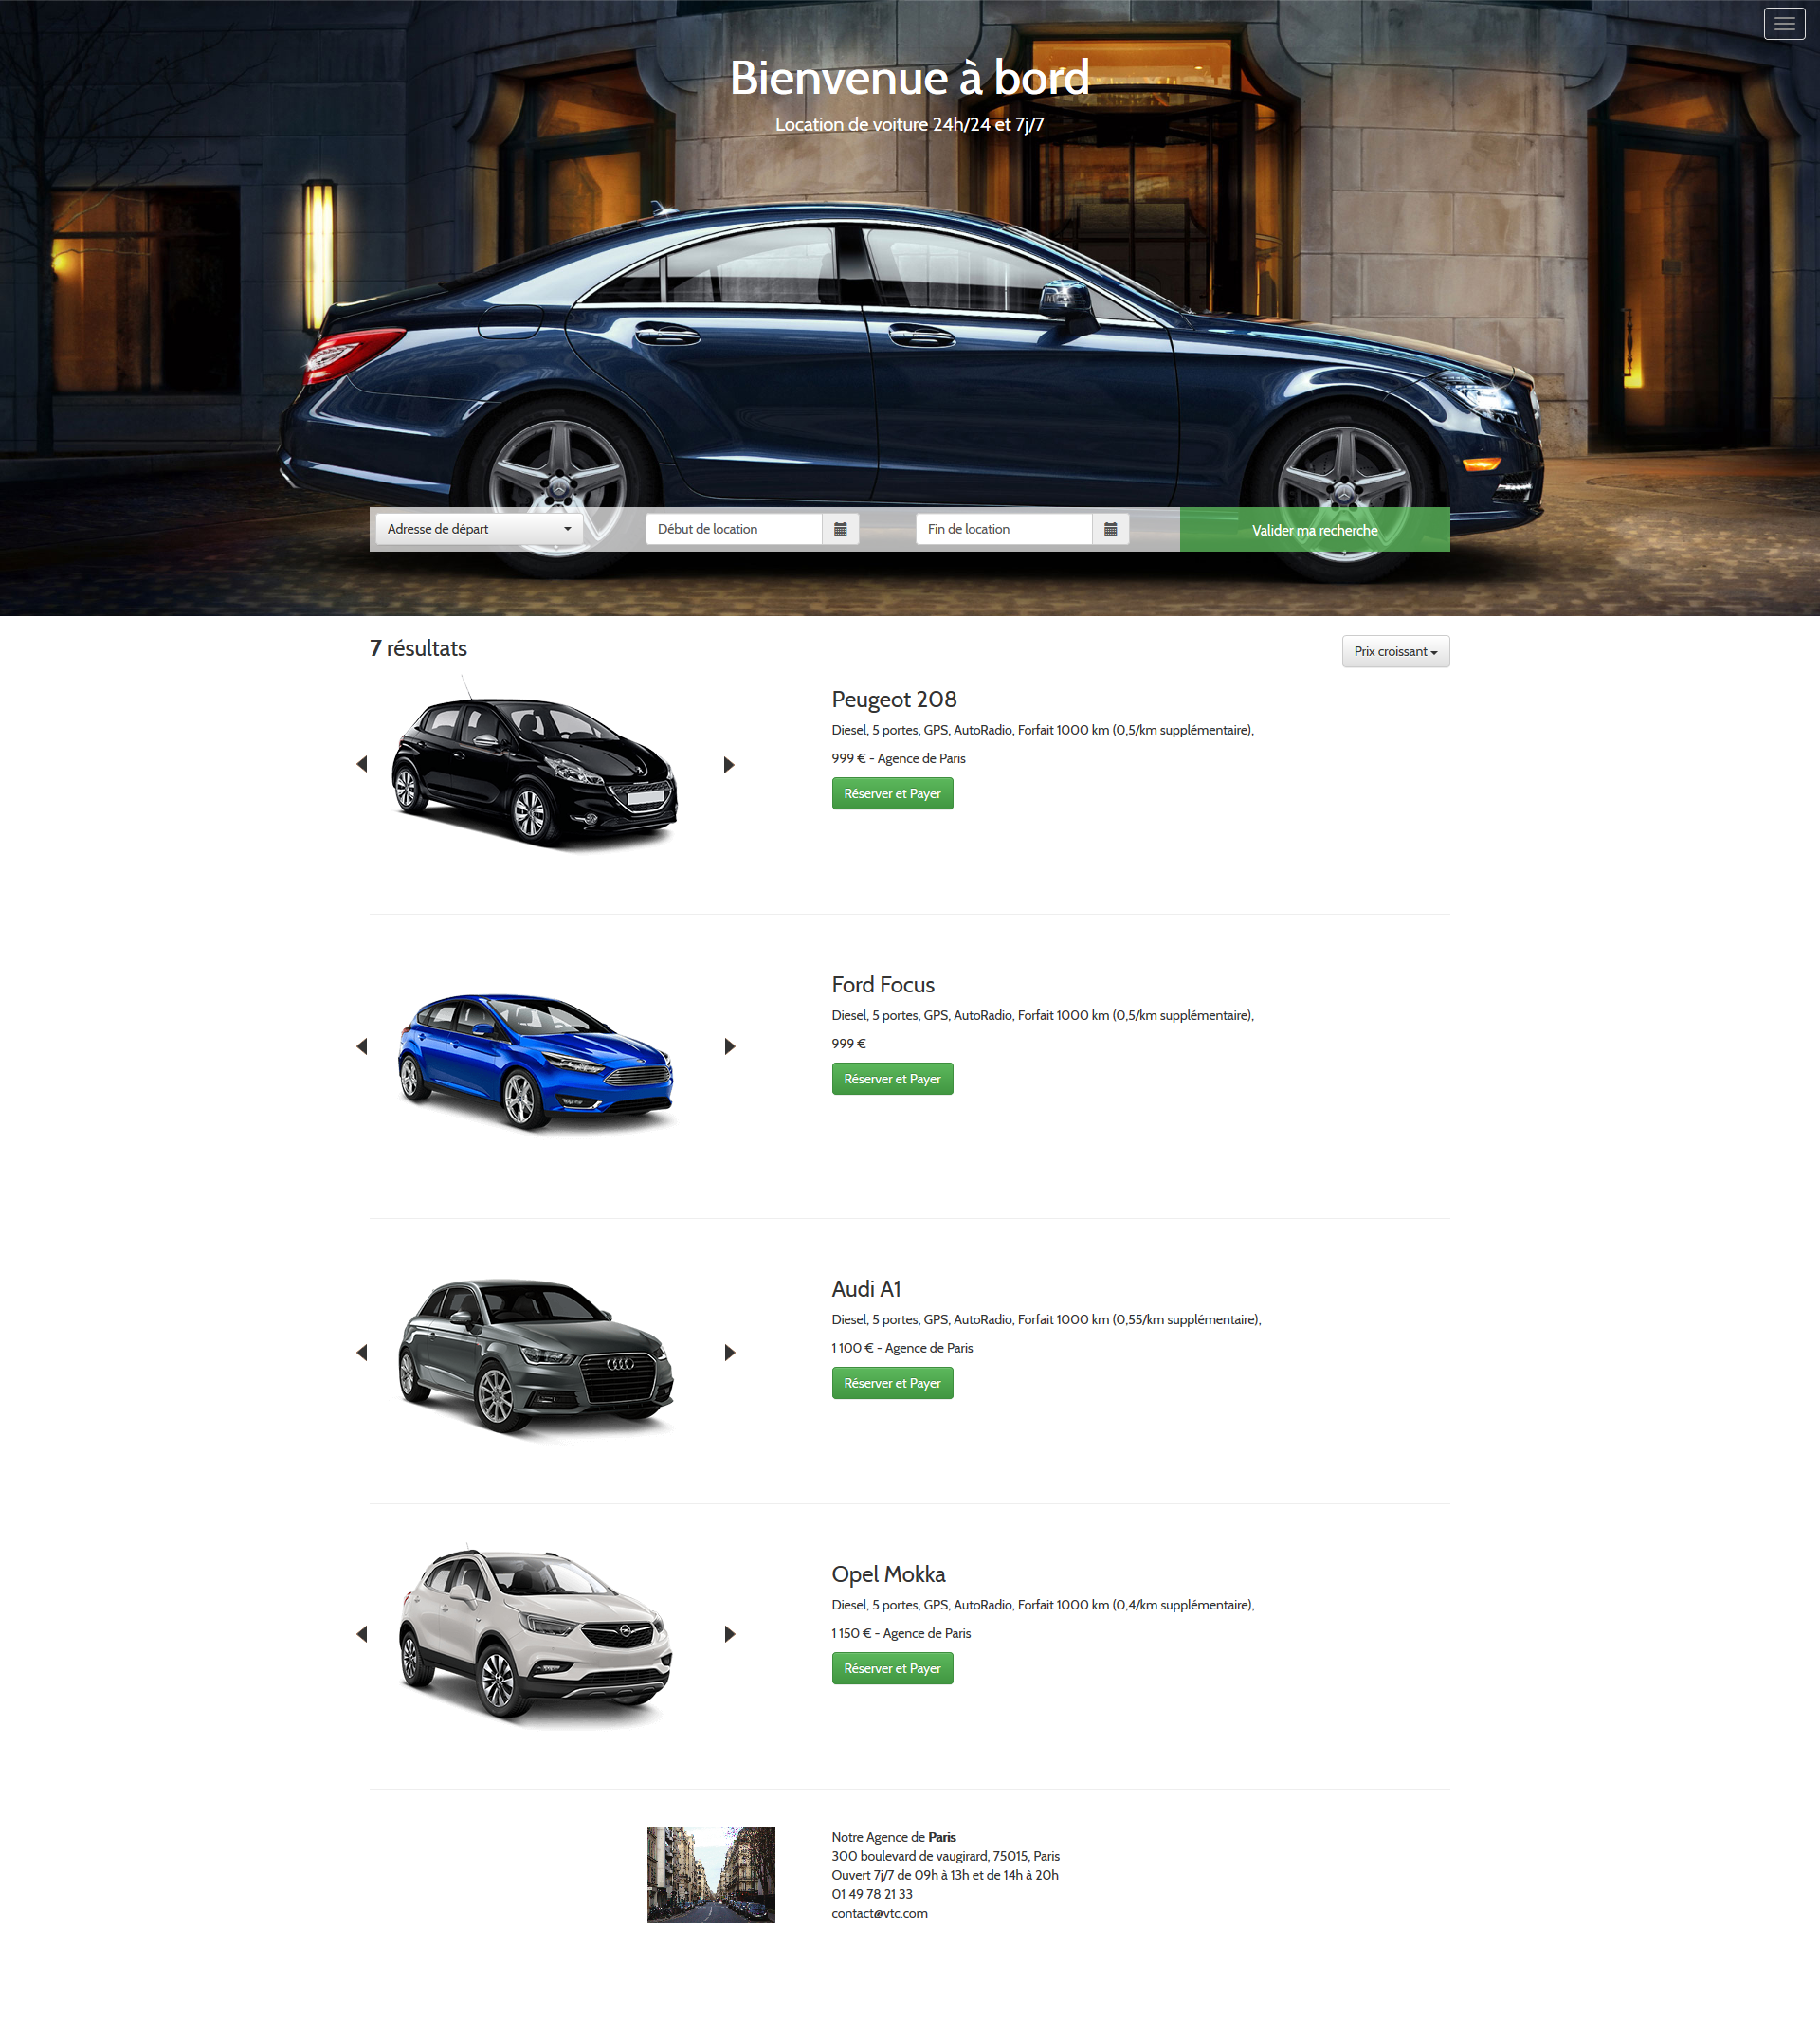 Bienvenue à bord
Location de voiture 24h/24 et 7j/7
Adresse de départ
Début de location
Fin de location
Valider ma recherche
7 résultats
Prix croissant
Peugeot 208
Diesel, 5 portes, GPS, AutoRadio, Forfait 1000 km (0,5/km supplémentaire),
999 € - Agence de Paris
Réserver et Payer
Ford Focus
Diesel, 5 portes, GPS, AutoRadio, Forfait 1000 km (0,5/km supplémentaire),
999 €
Réserver et Payer
Audi A1
Diesel, 5 portes, GPS, AutoRadio, Forfait 1000 km (0,55/km supplémentaire),
1 100 € - Agence de Paris
Réserver et Payer
Opel Mokka
Diesel, 5 portes, GPS, AutoRadio, Forfait 1000 km (0,4/km supplémentaire),
1 150 € - Agence de Paris
Réserver et Payer
Notre Agence de Paris
300 boulevard de vaugirard, 75015, Paris
Ouvert 7j/7 de 09h à 13h et de 14h à 20h
01 49 78 21 33
contact@vtc.com